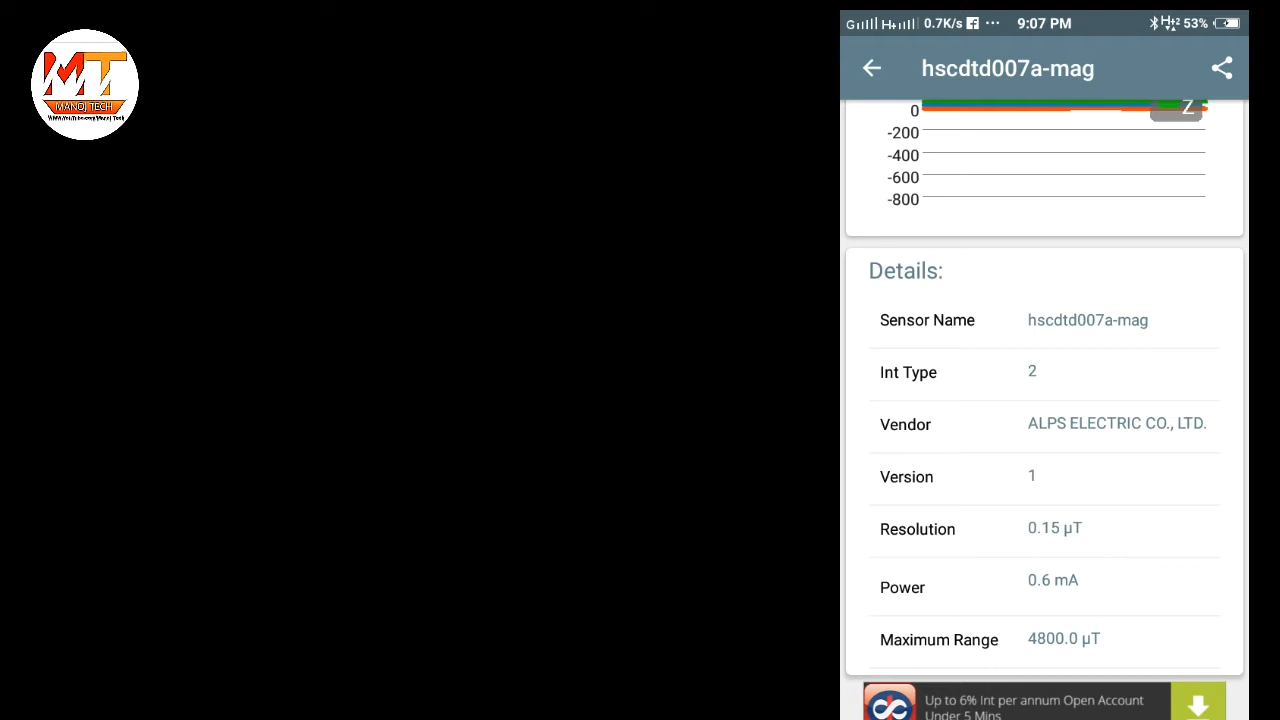 MT
MANOJ TECH
0.7K/s ··· 9:07 PM 53%
hscdtd007a-mag
0
Z
-200
-400
-600
-800
Details:
Sensor Name hscdtd007a-mag
Int Type 2
Vendor ALPS ELECTRIC CO., LTD.
Version 1
Resolution 0.15 µT
Power 0.6 mA
Maximum Range 4800.0 µT
Up to 6% Int per annum Open Account
Under 5 Mins